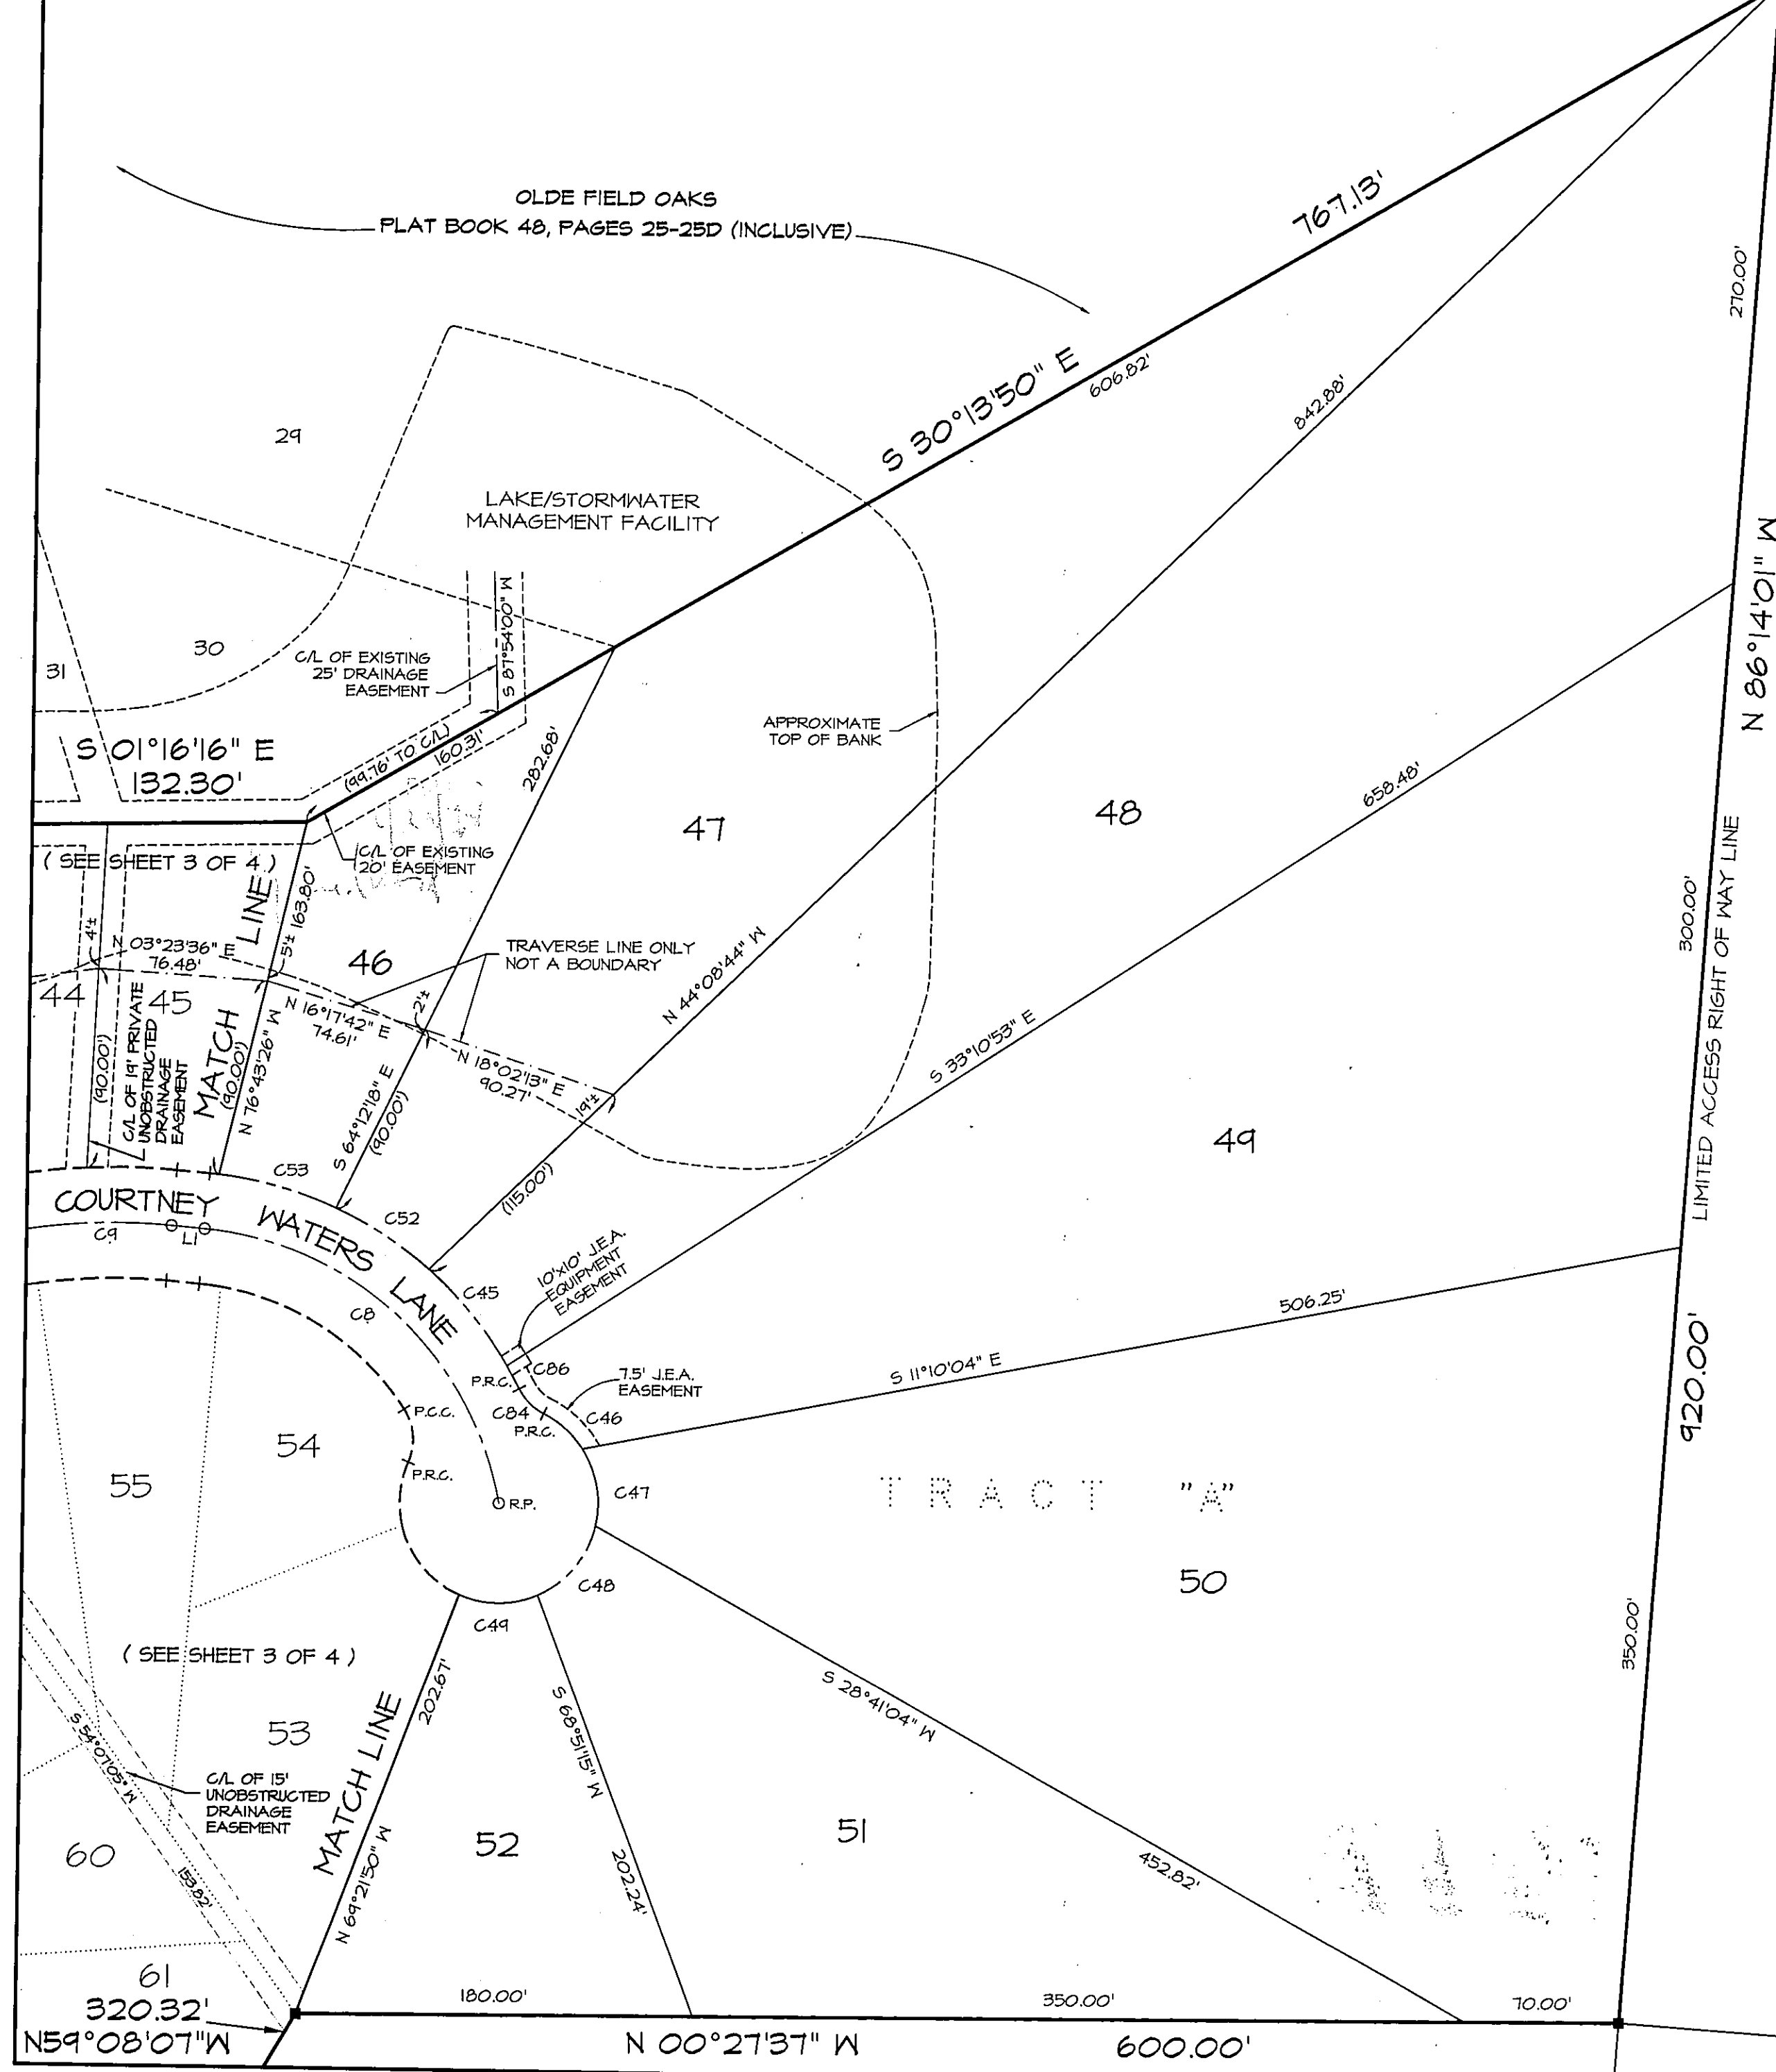 OLDE FIELD OAKS
PLAT BOOK 48, PAGES 25-25D (INCLUSIVE)
767.13'
270.00'
S 30°13'50" E
606.82'
842.88'
29
LAKE/STORMWATER
MANAGEMENT FACILITY
N 86°14'01" W
S 87°54'00" W
30
31
C/L OF EXISTING
25' DRAINAGE
EASEMENT
S 01°16'16" E
132.30'
(99.76' TO C/L)
160.31'
282.68'
APPROXIMATE
TOP OF BANK
47
48
658.48'
( SEE SHEET 3 OF 4 )
C/L OF EXISTING
20' EASEMENT
MATCH LINE
5'± 163.80'
4'±
N 03°23'36" E
76.48'
46
TRAVERSE LINE ONLY
NOT A BOUNDARY
300.00'
LIMITED ACCESS RIGHT OF WAY LINE
44
45
N 16°17'42" E
74.61'
2'±
N 44°08'44" W
S 33°10'53" E
(90.00')
C/L OF 19' PRIVATE
UNOBSTRUCTED
DRAINAGE
EASEMENT
(90.00')
N 76°43'26" W
N 18°02'13" E
90.27'
S 64°12'18" E
(90.00')
19'±
49
(115.00')
C53
COURTNEY WATERS LANE
C9
L1
C52
10'x10' J.E.A.
EQUIPMENT
EASEMENT
C45
C8
506.25'
S 11°10'04" E
C86
P.R.C.
7.5' J.E.A.
EASEMENT
P.C.C.
C84
C46
P.R.C.
920.00'
54
55
P.R.C.
R.P.
C47
TRACT "A"
50
C48
C49
( SEE SHEET 3 OF 4 )
350.00'
MATCH LINE
202.67'
S 68°51'15" W
S 28°41'04" W
53
S 54°07'05" W
C/L OF 15'
UNOBSTRUCTED
DRAINAGE
EASEMENT
60
153.82'
N 69°21'50" W
52
51
202.24'
452.82'
61
320.32'
N59°08'07"W
180.00'
350.00'
70.00'
N 00°27'37" W
600.00'